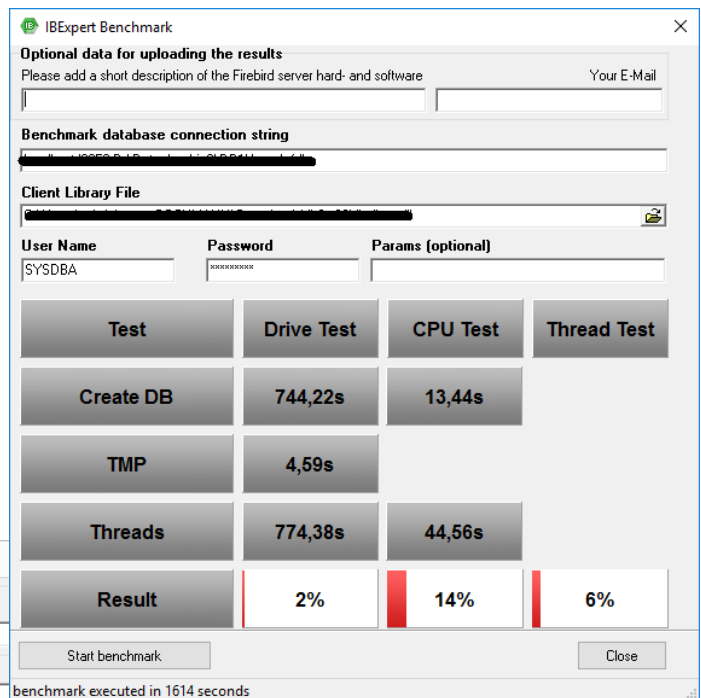 IBExpert Benchmark
Optional data for uploading the results
Please add a short description of the Firebird server hard- and software Your E-Mail
Benchmark database connection string
Client Library File
User Name Password Params (optional)
SYSDBA *********
Test Drive Test CPU Test Thread Test
Create DB 744,22s 13,44s
TMP 4,59s
Threads 774,38s 44,56s
Result 2% 14% 6%
Start benchmark Close
benchmark executed in 1614 seconds